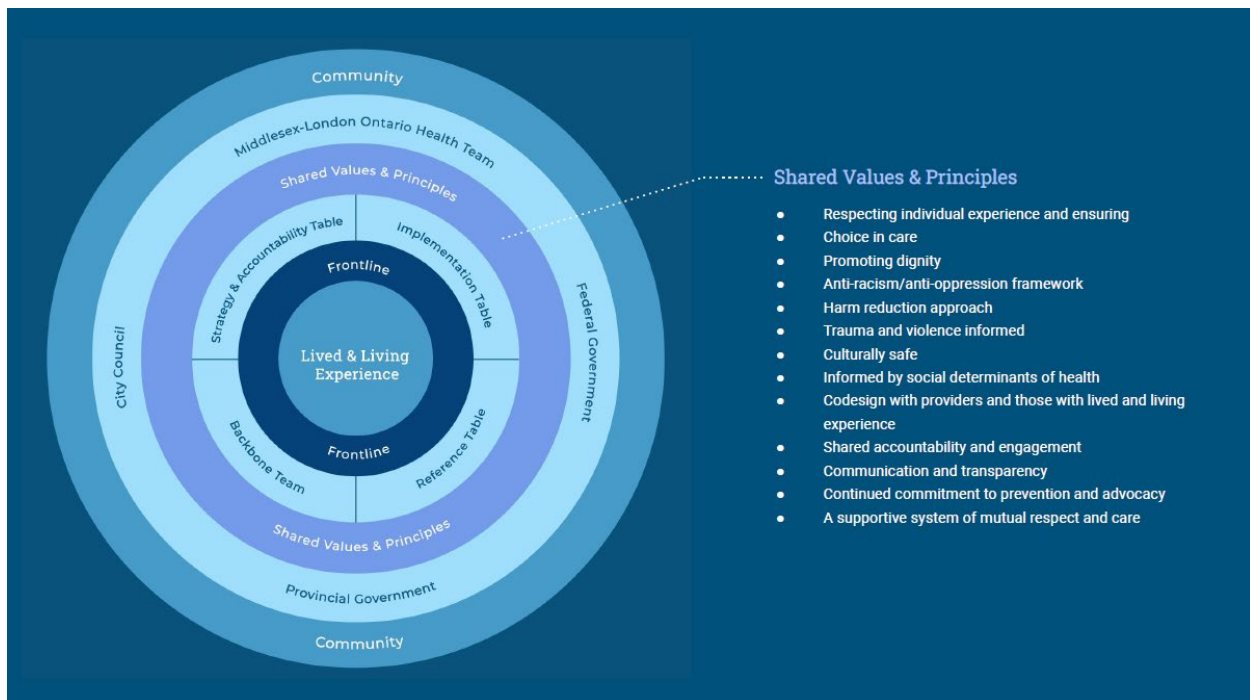 Community
Middlesex-London Ontario Health Team
Shared Values & Principles
Strategy & Accountability Table
Implementation Table
Frontline
City Council
Lived & Living
Experience
Federal Government
Frontline
Backbone Team
Reference Table
Shared Values & Principles
Provincial Government
Community
Shared Values & Principles
● Respecting individual experience and ensuring
● Choice in care
● Promoting dignity
● Anti-racism/anti-oppression framework
● Harm reduction approach
● Trauma and violence informed
● Culturally safe
● Informed by social determinants of health
● Codesign with providers and those with lived and living
experience
● Shared accountability and engagement
● Communication and transparency
● Continued commitment to prevention and advocacy
● A supportive system of mutual respect and care